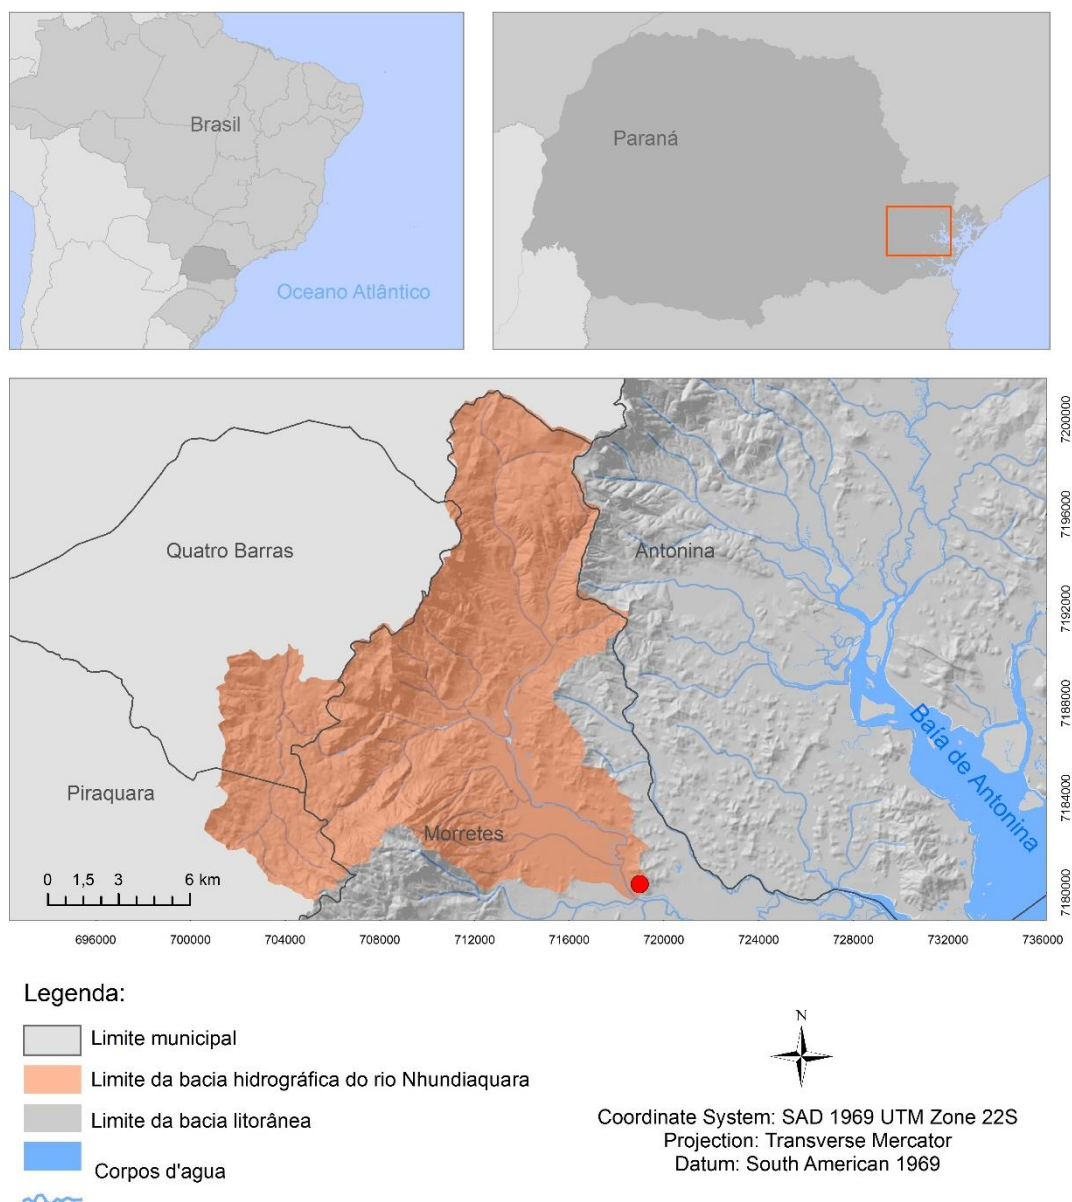 Brasil
Oceano Atlântico
Paraná
Quatro Barras
Antonina
Baía de Antonina
Piraquara
Morretes
0 1,5 3 6 km
7200000
7196000
7192000
7188000
7184000
7180000
696000 700000 704000 708000 712000 716000 720000 724000 728000 732000 736000
Legenda:
Limite municipal
Limite da bacia hidrográfica do rio Nhundiaquara
Limite da bacia litorânea
Corpos d'agua
N
Coordinate System: SAD 1969 UTM Zone 22S
Projection: Transverse Mercator
Datum: South American 1969